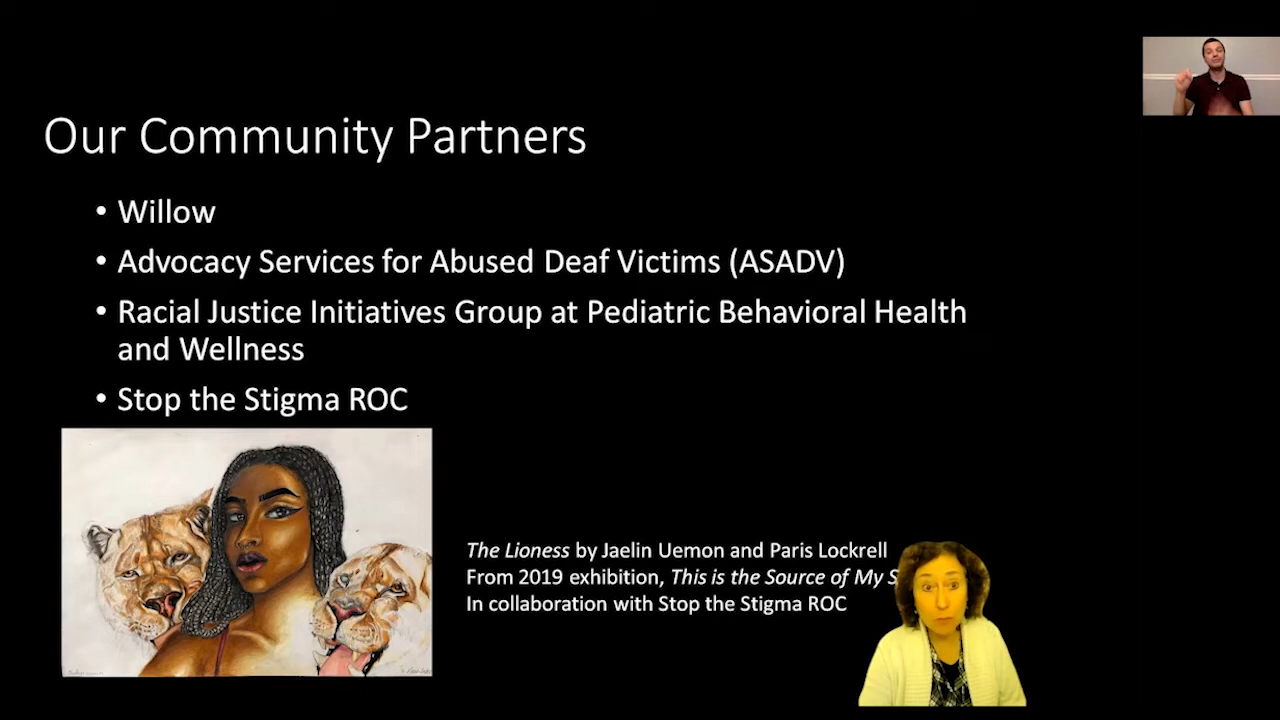 Our Community Partners
• Willow
• Advocacy Services for Abused Deaf Victims (ASADV)
• Racial Justice Initiatives Group at Pediatric Behavioral Health
and Wellness
• Stop the Stigma ROC
The Lioness by Jaelin Uemon and Paris Lockrell
From 2019 exhibition, This is the Source of My
In collaboration with Stop the Stigma ROC